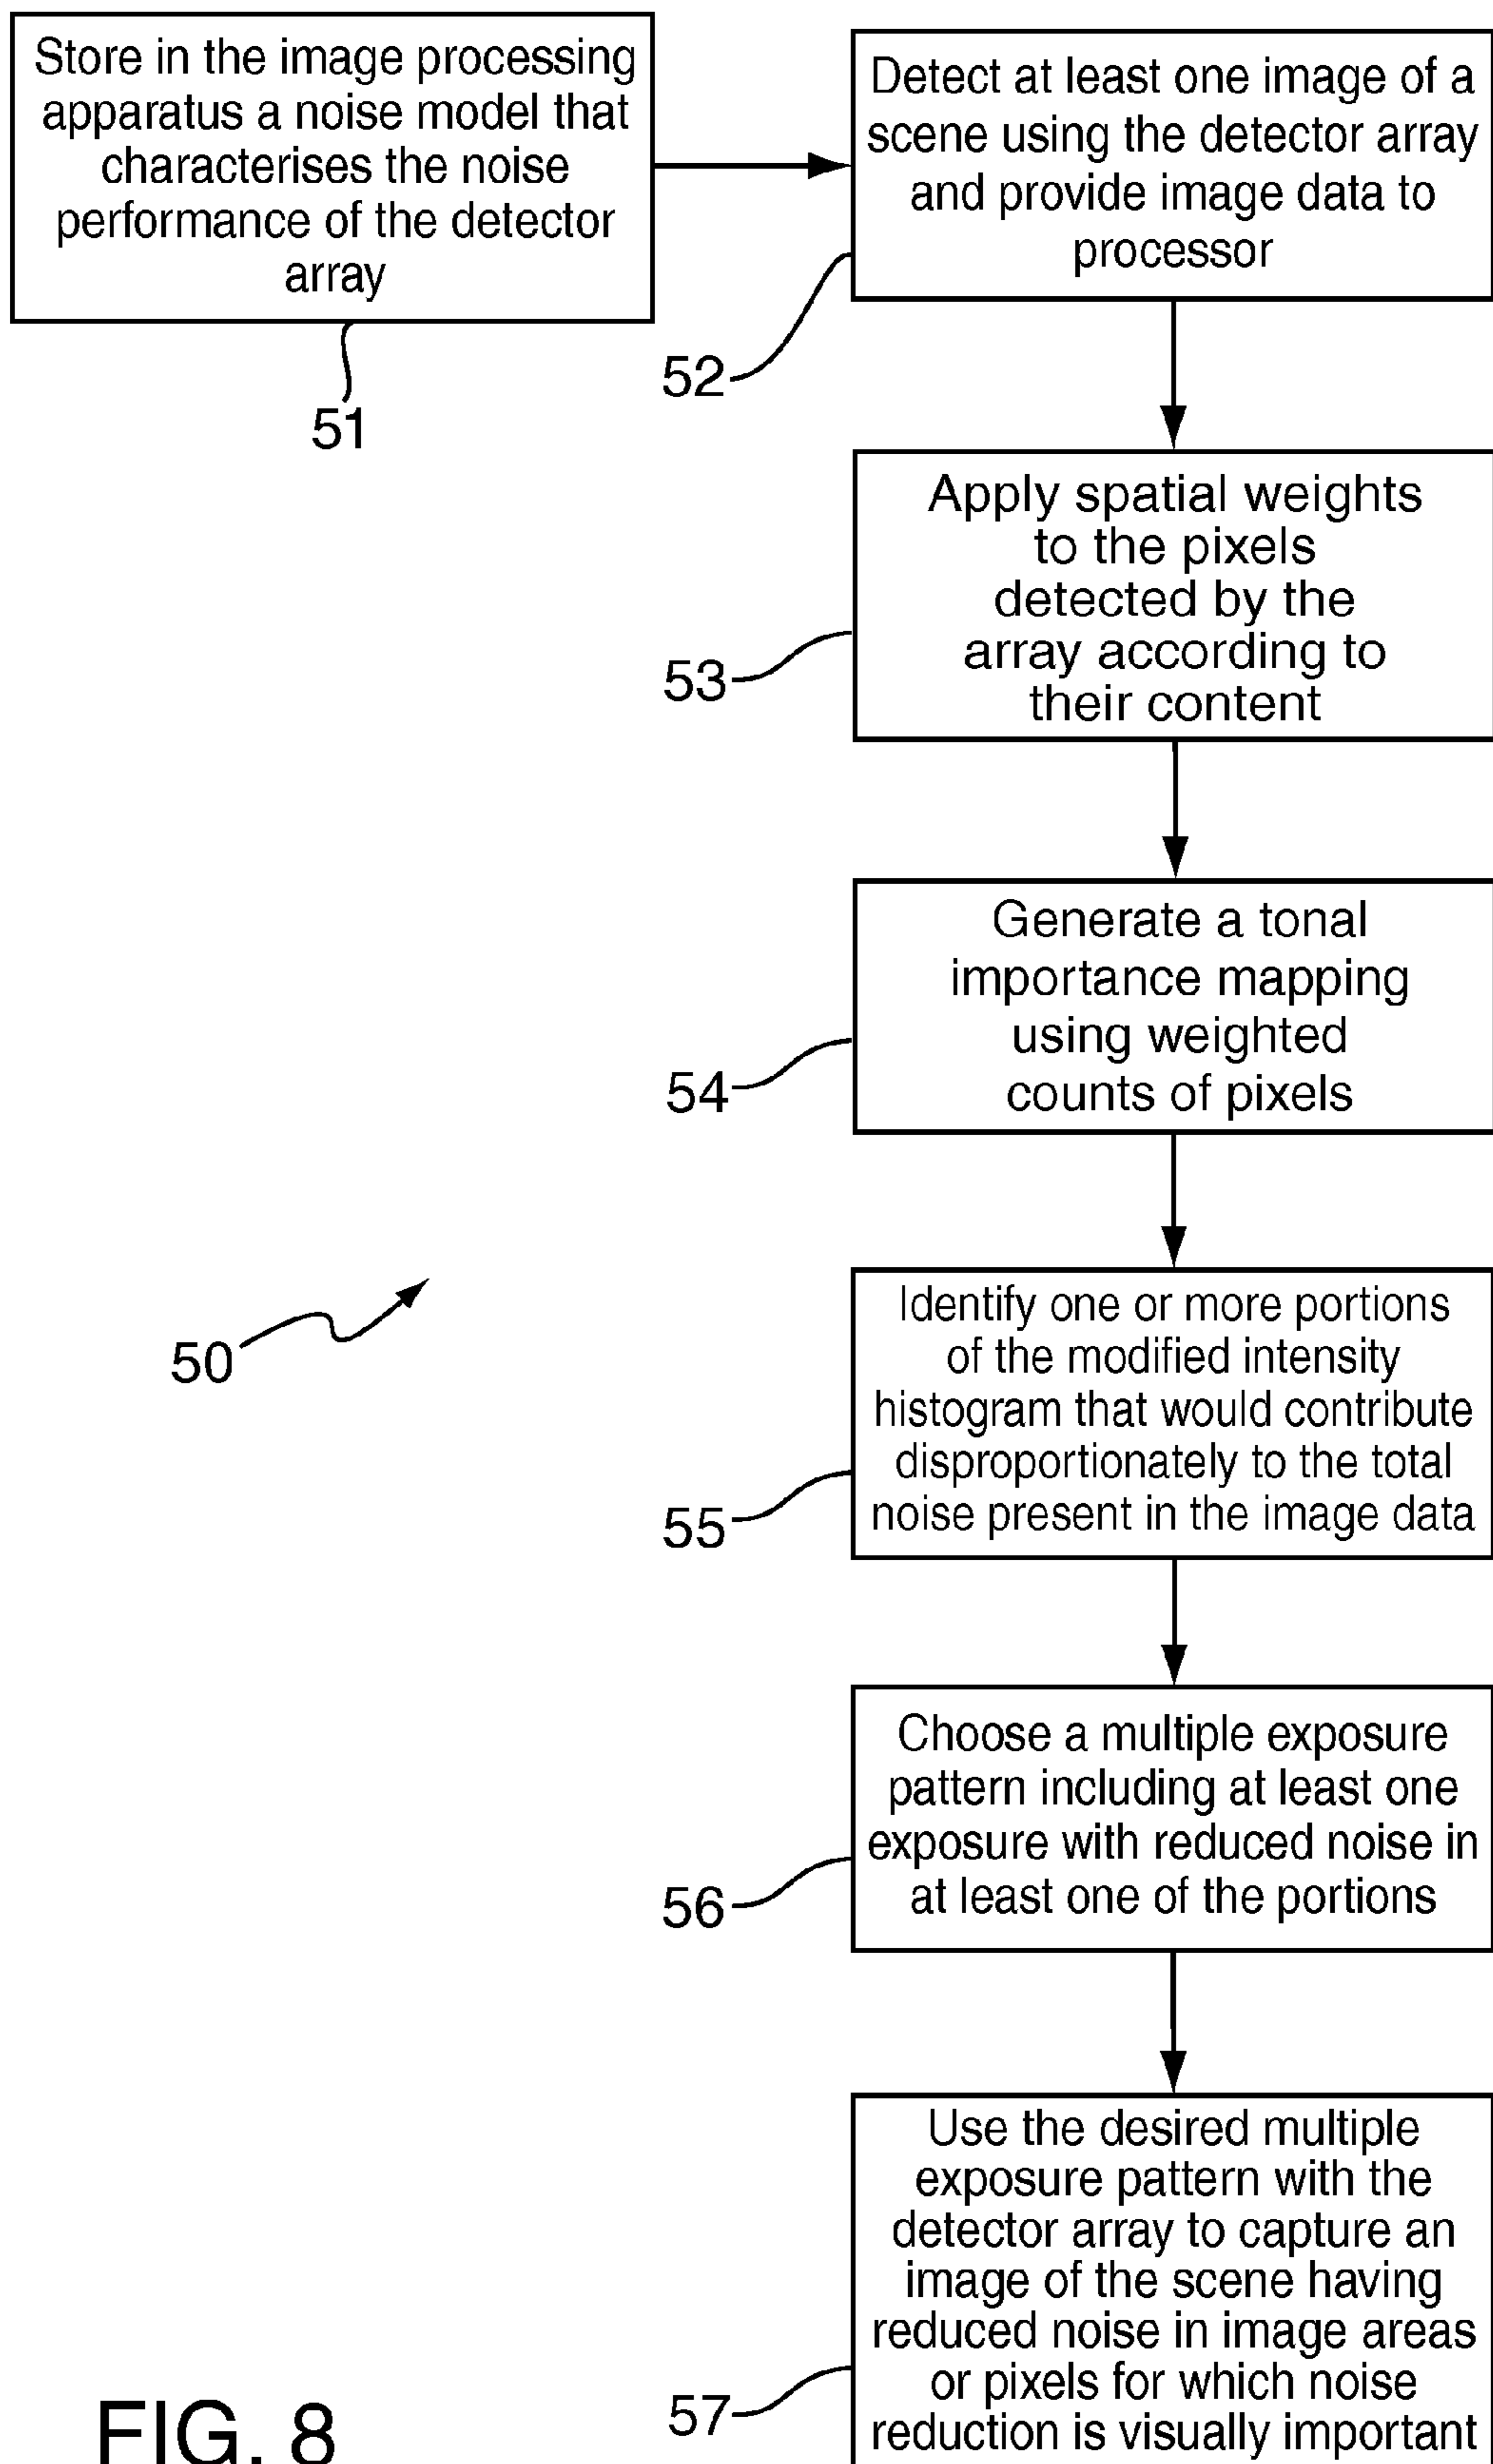 Store in the image processing
apparatus a noise model that
characterises the noise
performance of the detector
array
51
Detect at least one image of a
scene using the detector array
and provide image data to
processor
52
Apply spatial weights
to the pixels
detected by the
array according to
their content
53
Generate a tonal
importance mapping
using weighted
counts of pixels
54
Identify one or more portions
of the modified intensity
histogram that would contribute
disproportionately to the total
noise present in the image data
55
50
Choose a multiple exposure
pattern including at least one
exposure with reduced noise in
at least one of the portions
56
Use the desired multiple
exposure pattern with the
detector array to capture an
image of the scene having
reduced noise in image areas
or pixels for which noise
reduction is visually important
57
FIG. 8